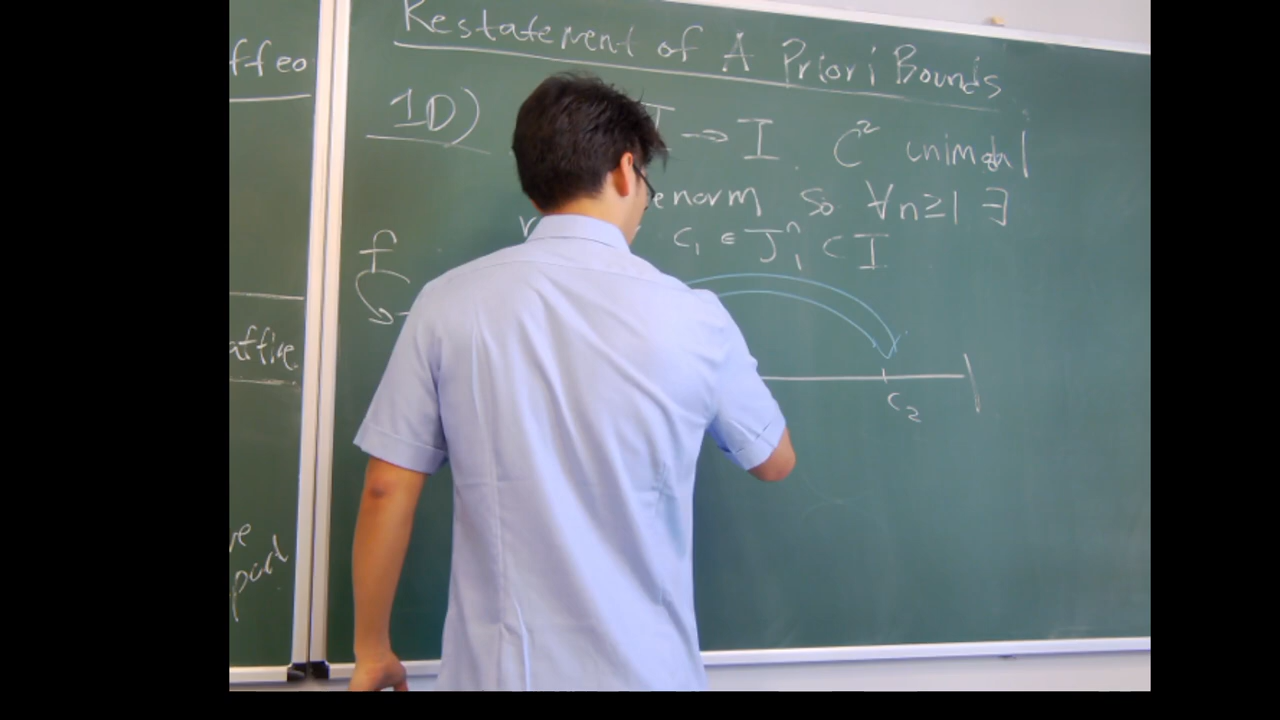 ffeo
affine
Restatement of A Priori Bounds
1D) I → I. C² unimodal
enorm so ∀n≥1 ∃
c₁ ∈ J₁ⁿ ⊂ I
f
c₂